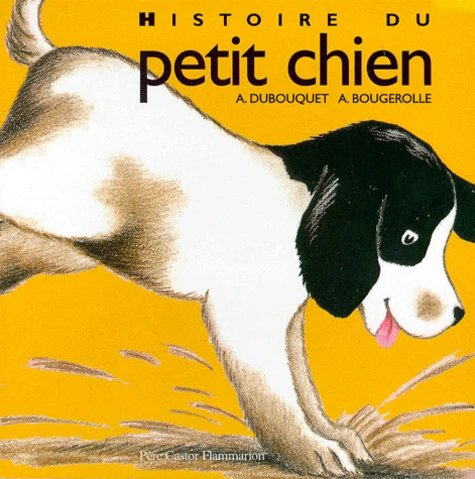 HISTOIRE DU
petit chien
A. DUBOUQUET A. BOUGEROLLE
Père Castor Flammarion